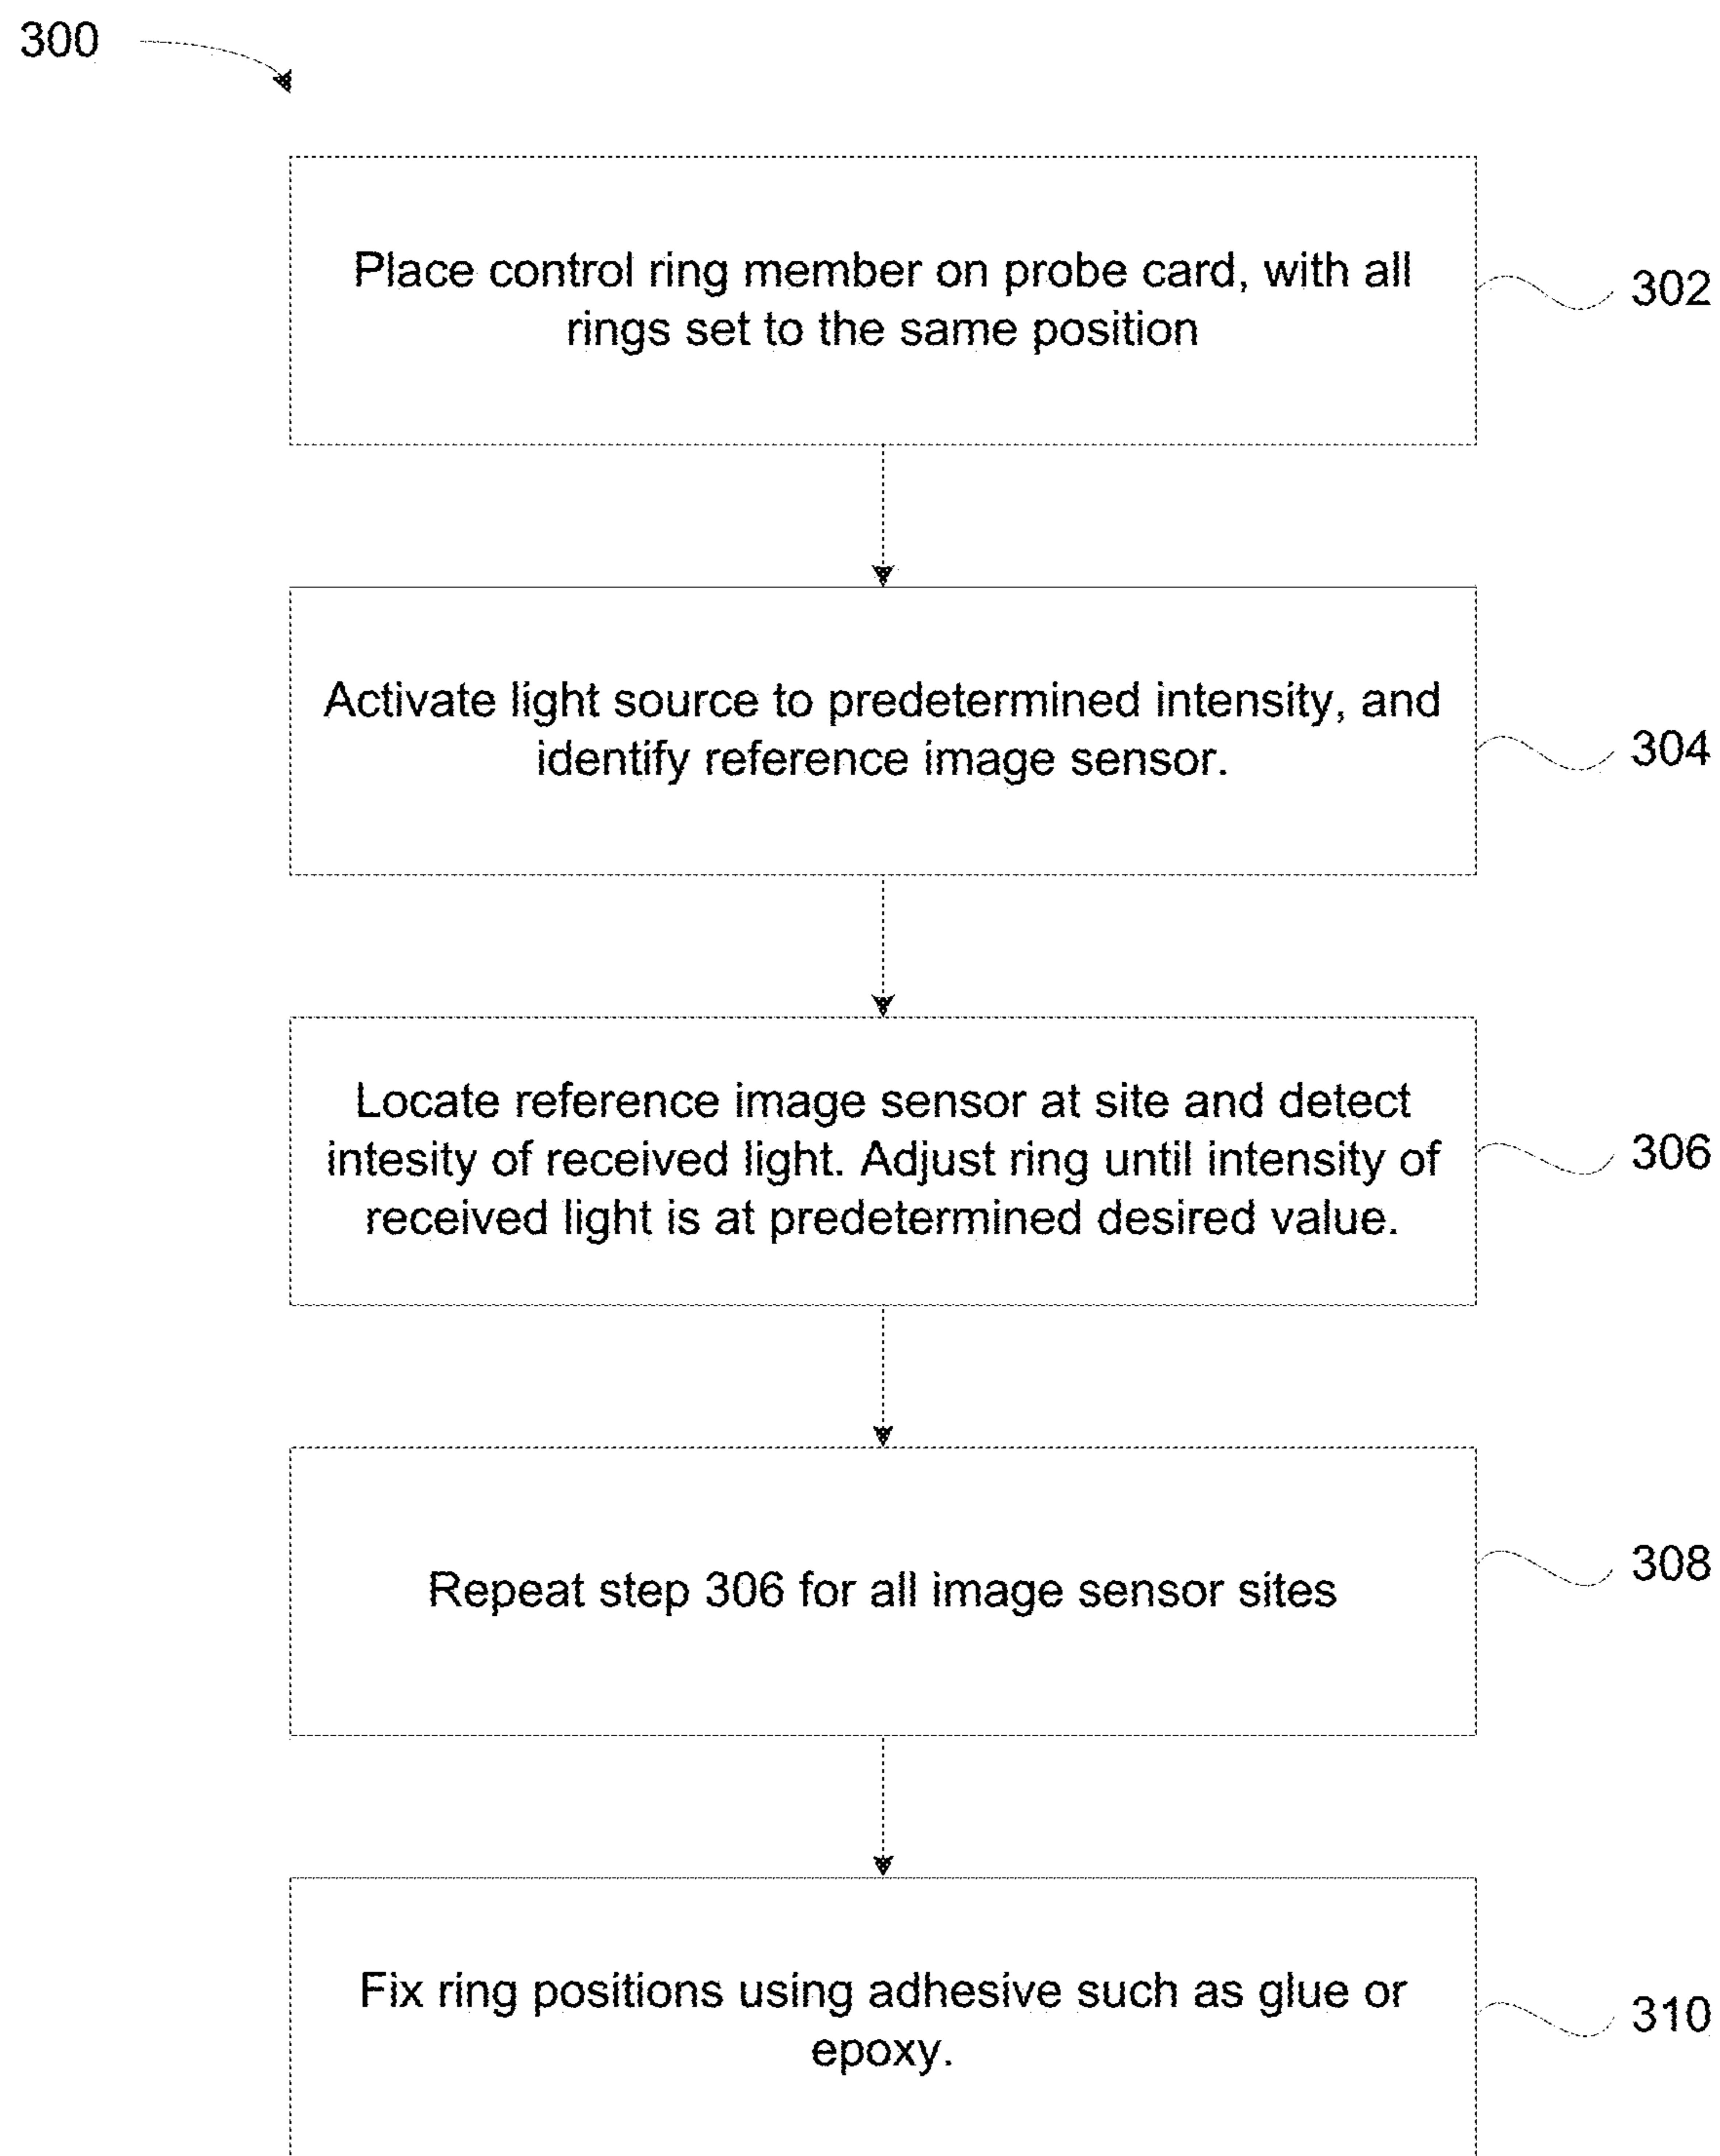 300
Place control ring member on probe card, with all
rings set to the same position
302
Activate light source to predetermined intensity, and
identify reference image sensor.
304
Locate reference image sensor at site and detect
intesity of received light. Adjust ring until intensity of
received light is at predetermined desired value.
306
Repeat step 306 for all image sensor sites
308
Fix ring positions using adhesive such as glue or
epoxy.
310